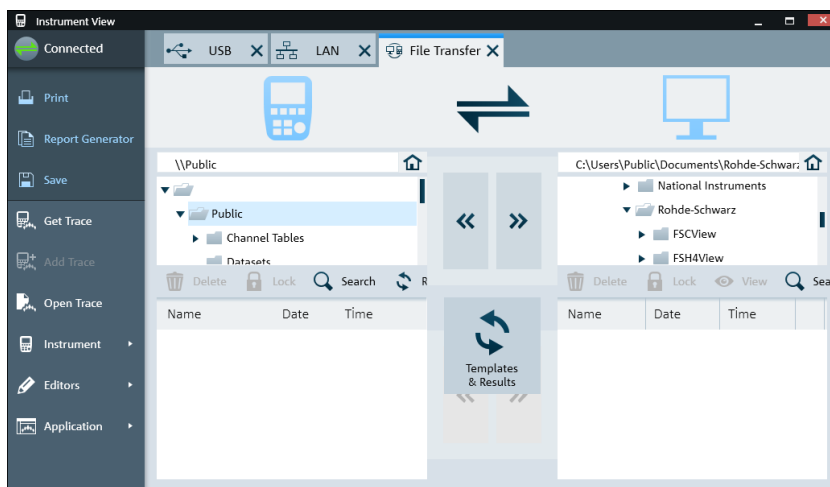 Instrument View
Connected
USB
LAN
File Transfer
Print
Report Generator
Save
Get Trace
Add Trace
Open Trace
Instrument
Editors
Application
\\Public
Public
Channel Tables
Datasets
Delete Lock Search R
Name Date Time
Templates
& Results
C:\Users\Public\Documents\Rohde-Schwarz
National Instruments
Rohde-Schwarz
FSCView
FSH4View
Delete Lock View Sea
Name Date Time